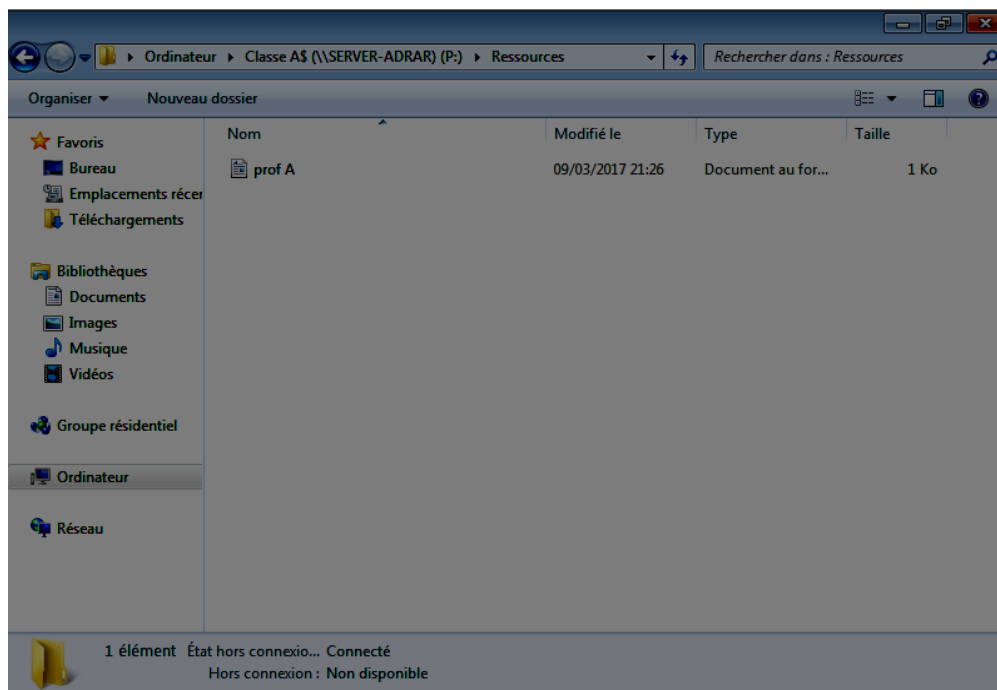 Ordinateur Classe A$ (\\SERVER-ADRAR) (P:) Ressources
Rechercher dans : Ressources
Organiser Nouveau dossier
Nom Modifié le Type Taille
prof A 09/03/2017 21:26 Document au for... 1 Ko
Favoris
Bureau
Emplacements récer
Téléchargements
Bibliothèques
Documents
Images
Musique
Vidéos
Groupe résidentiel
Ordinateur
Réseau
1 élément État hors connexio... Connecté
Hors connexion : Non disponible